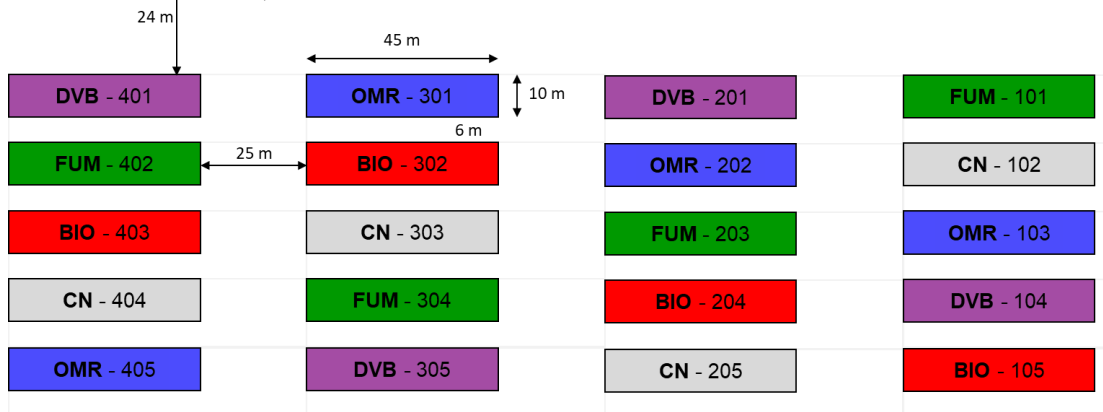 24 m
45 m
DVB - 401
OMR - 301
10 m
DVB - 201
FUM - 101
6 m
FUM - 402
25 m
BIO - 302
OMR - 202
CN - 102
BIO - 403
CN - 303
FUM - 203
OMR - 103
CN - 404
FUM - 304
BIO - 204
DVB - 104
OMR - 405
DVB - 305
CN - 205
BIO - 105